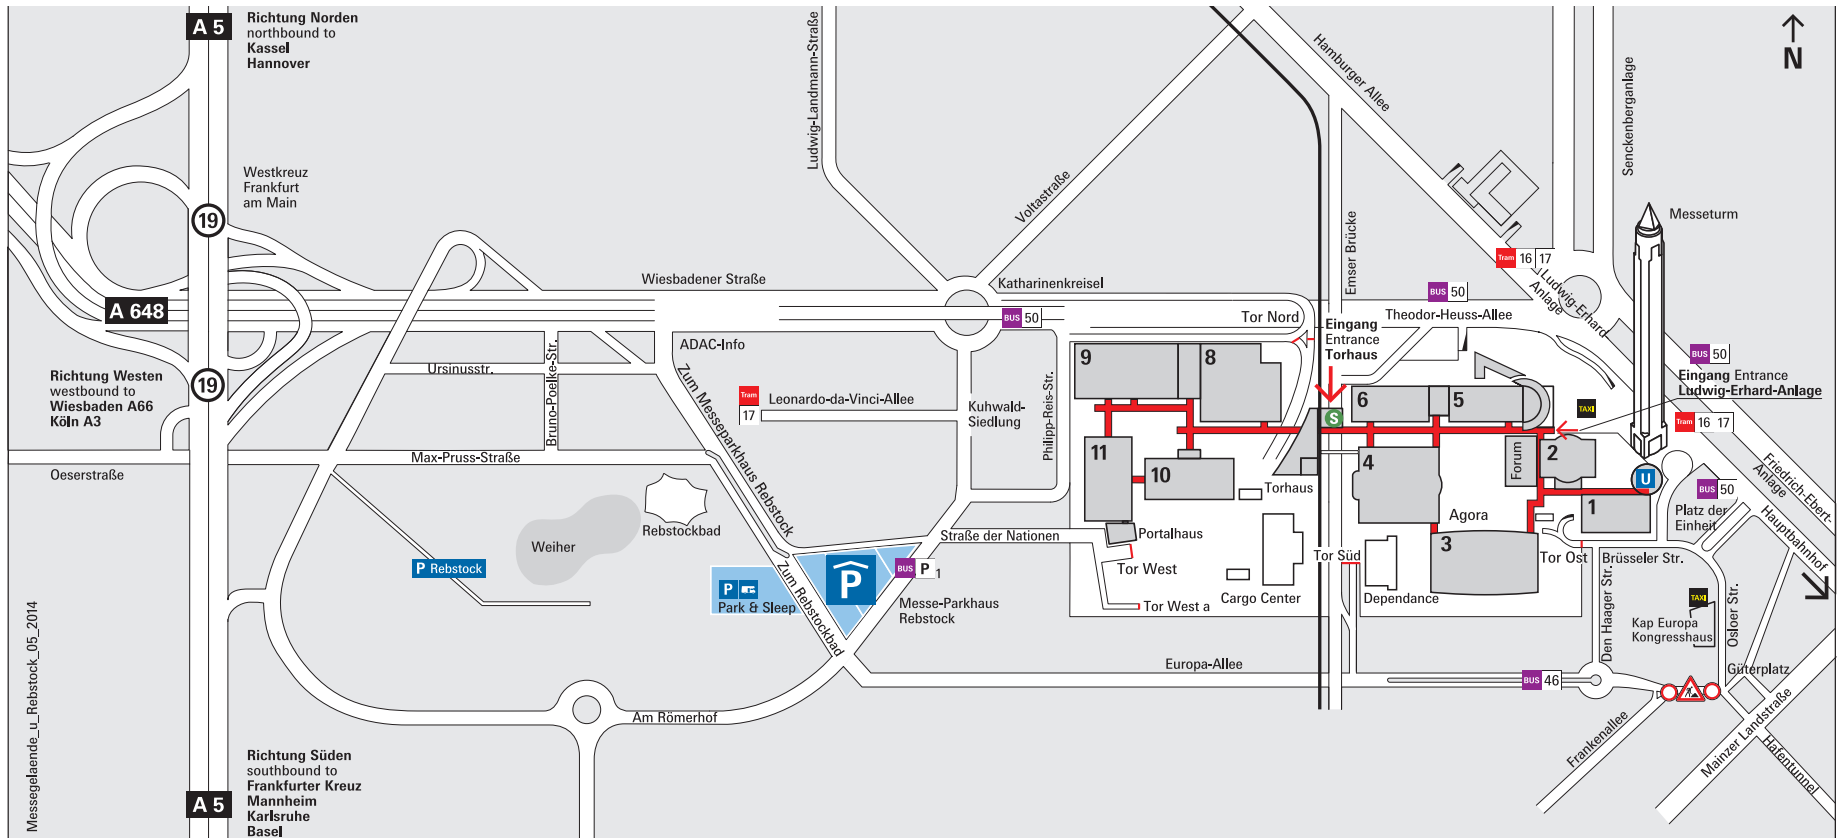 A 5
Richtung Norden
northbound to
Kassel
Hannover
Westkreuz
Frankfurt
am Main
19
A 648
19
Richtung Westen
westbound to
Wiesbaden A66
Köln A3
Oeserstraße
Messegelaende_u_Rebstock_05_2014
A 5
Richtung Süden
southbound to
Frankfurter Kreuz
Mannheim
Karlsruhe
Basel
Wiesbadener Straße
Ursinusstr.
Bruno-Poelke-Str.
Max-Pruss-Straße
ADAC-Info
Zum Messeparkhaus Rebstock
Tram
17
Leonardo-da-Vinci-Allee
Kuhwald-
Siedlung
Philipp-Reis-Str.
Weiher
Rebstockbad
P Rebstock
P
Park & Sleep
Zum Rebstockbad
P
BUS P 1
Messe-Parkhaus
Rebstock
Straße der Nationen
Am Römerhof
Europa-Allee
Ludwig-Landmann-Straße
Voltastraße
Katharinenkreisel
BUS 50
Hamburger Allee
Emser Brücke
Senckenberganlage
N
Messeturm
Tram 16 17
Ludwig-Erhard-
Anlage
BUS 50
Theodor-Heuss-Allee
Tor Nord
Eingang
Entrance
Torhaus
S
9
8
6
5
7
11
10
4
Forum
2
1
3
Torhaus
Agora
TAXI
BUS 50
Eingang Entrance
Ludwig-Erhard-Anlage
Tram 16 17
U
BUS 50
Platz der
Einheit
Friedrich-Ebert-
Anlage
Hauptbahnhof
Portalhaus
Tor West
Tor West a
Cargo Center
Tor Süd
Dependance
Tor Ost
Brüsseler Str.
Den Haager Str.
TAXI
Kap Europa
Kongresshaus
Osloer Str.
Güterplatz
BUS 46
Frankenallee
Mainzer Landstraße
Hafentunnel